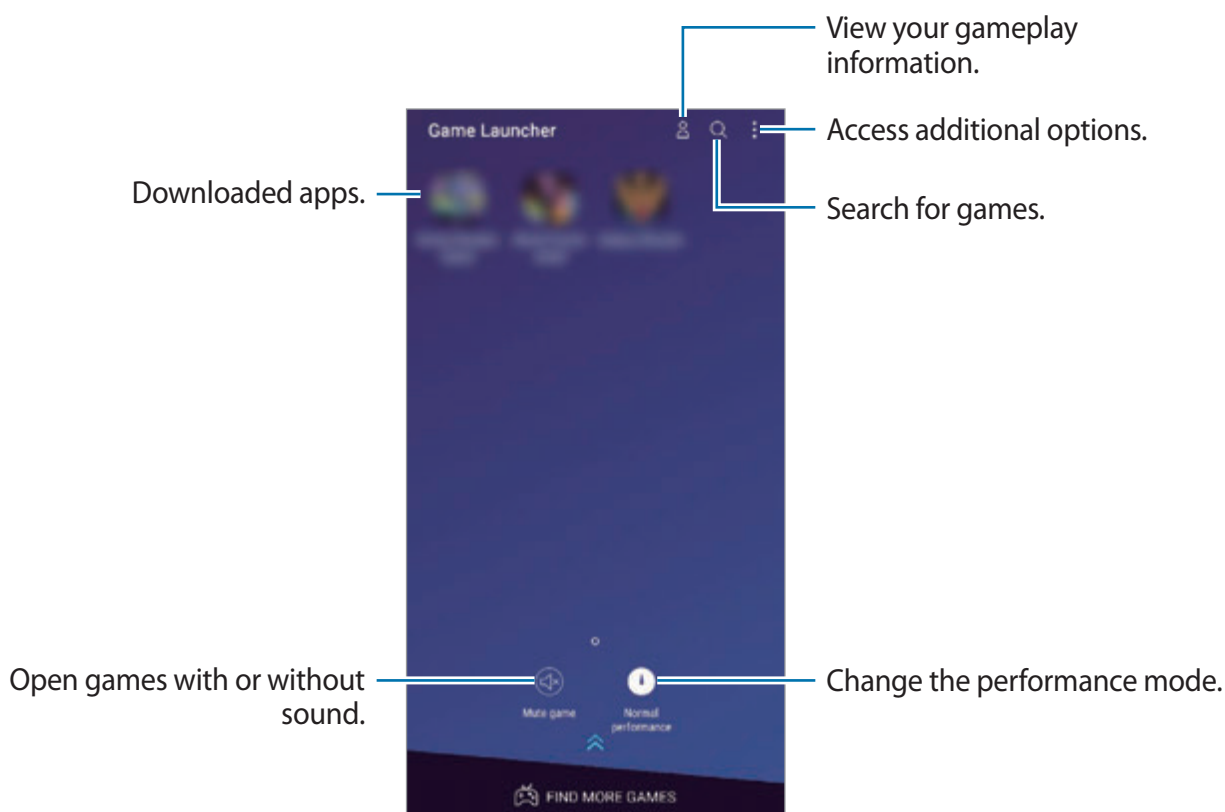 View your gameplay
information.
Game Launcher
Access additional options.
Downloaded apps.
Search for games.
Open games with or without
sound.
Change the performance mode.
Mute game
Normal
performance
FIND MORE GAMES